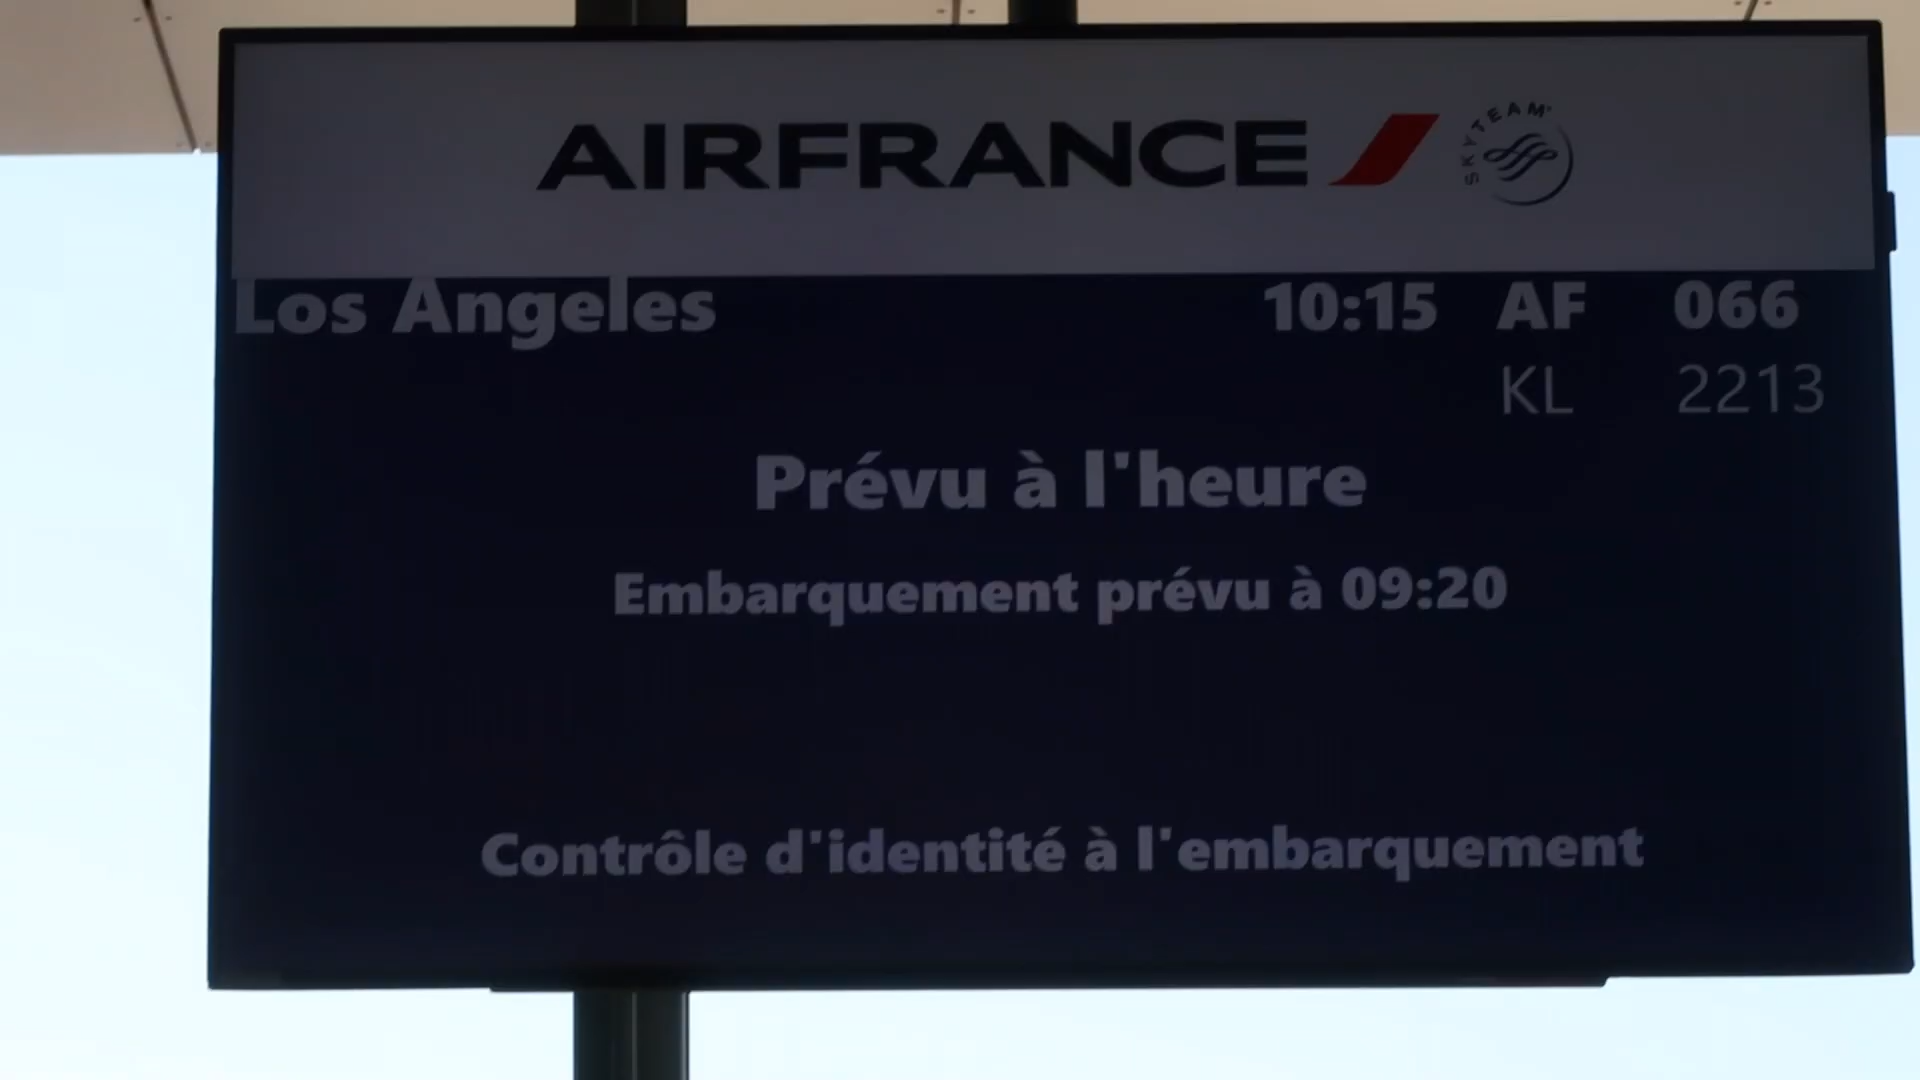 AIRFRANCE SKYTEAM
Los Angeles 10:15 AF 066
KL 2213
Prévu à l'heure
Embarquement prévu à 09:20
Contrôle d'identité à l'embarquement